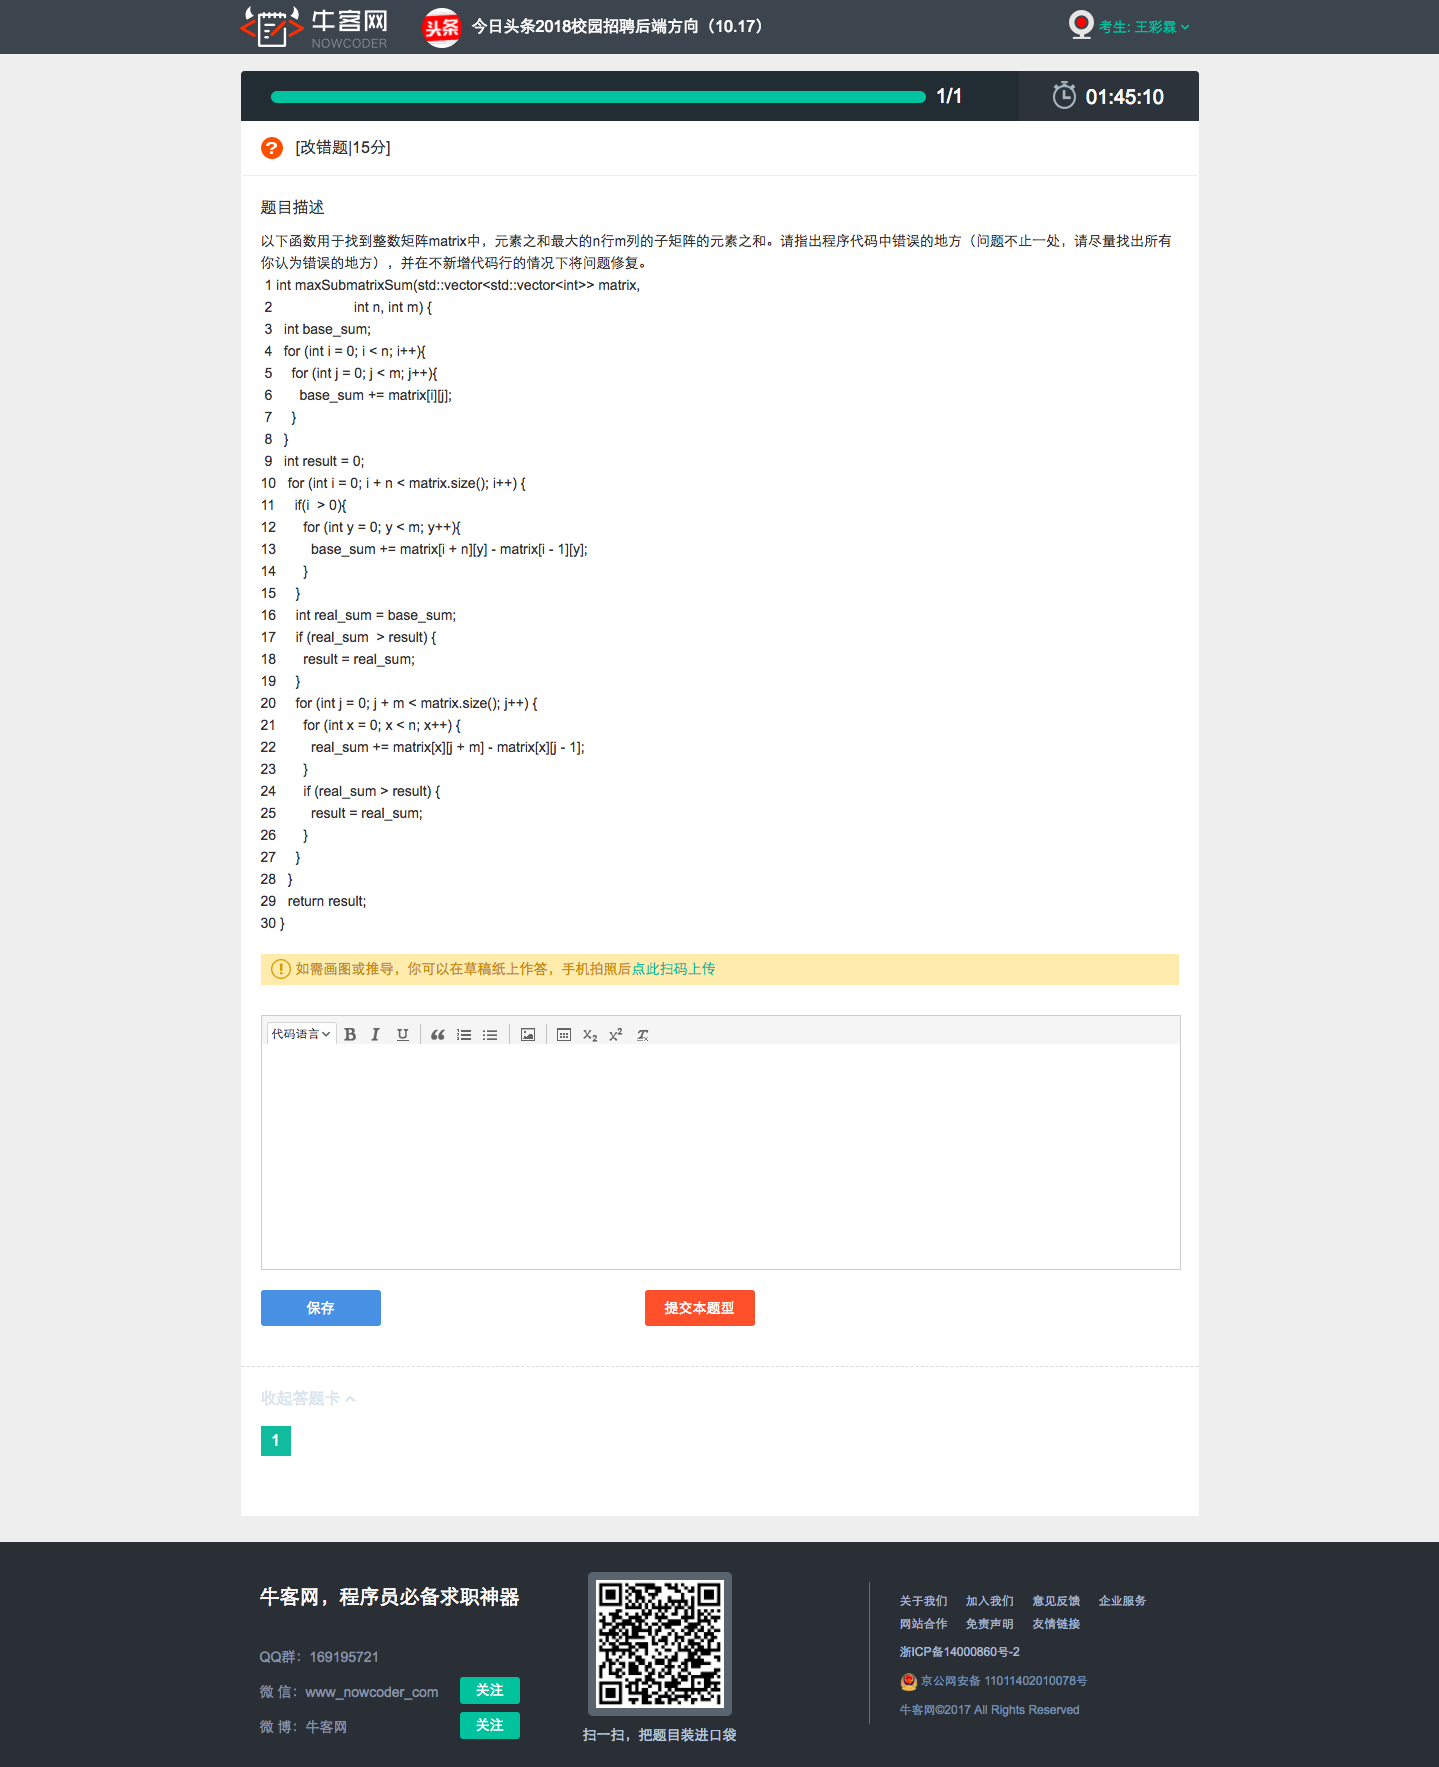 牛客网
NOWCODER
头条
今日头条2018校园招聘后端方向（10.17）
考生: 王彩霖
1/1
01:45:10
[改错题|15分]
题目描述
以下函数用于找到整数矩阵matrix中，元素之和最大的n行m列的子矩阵的元素之和。请指出程序代码中错误的地方（问题不止一处，请尽量找出所有
你认为错误的地方），并在不新增代码行的情况下将问题修复。
1 int maxSubmatrixSum(std::vector<std::vector<int>> matrix,
2 int n, int m) {
3 int base_sum;
4 for (int i = 0; i < n; i++){
5 for (int j = 0; j < m; j++){
6 base_sum += matrix[i][j];
7 }
8 }
9 int result = 0;
10 for (int i = 0; i + n < matrix.size(); i++) {
11 if(i  > 0){
12 for (int y = 0; y < m; y++){
13 base_sum += matrix[i + n][y] - matrix[i - 1][y];
14 }
15 }
16 int real_sum = base_sum;
17 if (real_sum  > result) {
18 result = real_sum;
19 }
20 for (int j = 0; j + m < matrix.size(); j++) {
21 for (int x = 0; x < n; x++) {
22 real_sum += matrix[x][j + m] - matrix[x][j - 1];
23 }
24 if (real_sum > result) {
25 result = real_sum;
26 }
27 }
28 }
29 return result;
30 }
如需画图或推导，你可以在草稿纸上作答，手机拍照后点此扫码上传
代码语言 B I U X₂ X² Tx
保存
提交本题型
收起答题卡
1
牛客网，程序员必备求职神器
QQ群：169195721
微 信：www_nowcoder_com 关注
微 博：牛客网 关注
扫一扫，把题目装进口袋
关于我们 加入我们 意见反馈 企业服务
网站合作 免责声明 友情链接
浙ICP备14000860号-2
京公网安备 11011402010078号
牛客网©2017 All Rights Reserved